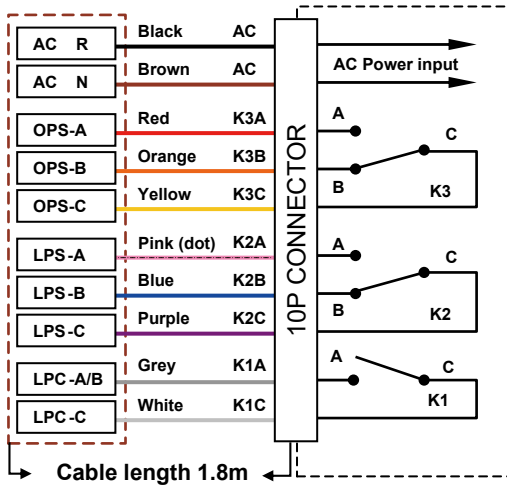 AC R Black AC
AC N Brown AC
AC Power input
OPS-A Red K3A
OPS-B Orange K3B
OPS-C Yellow K3C
A
C
B
K3
LPS-A Pink (dot) K2A
LPS-B Blue K2B
LPS-C Purple K2C
A
C
B
K2
LPC-A/B Grey K1A
LPC-C White K1C
A
C
K1
10P CONNECTOR
Cable length 1.8m